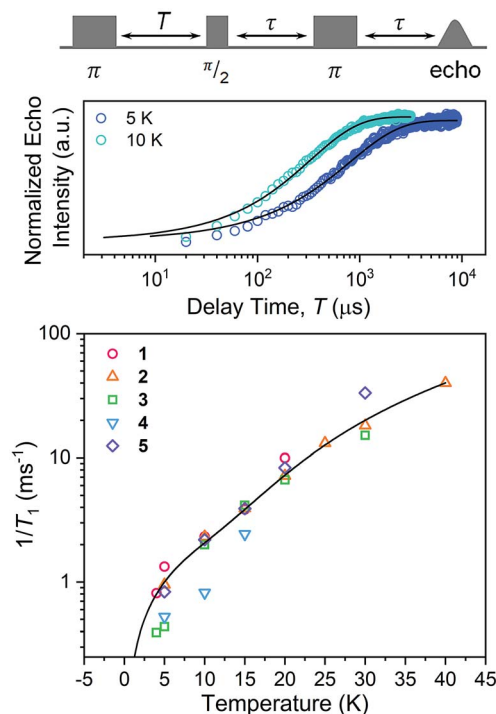 T τ τ
π π/2 π echo
Normalized Echo
Intensity (a.u.)
5 K
10 K
10¹ 10² 10³ 10⁴
Delay Time, T (μs)
1/T₁ (ms⁻¹)
100
10
1
1
2
3
4
5
-5 0 5 10 15 20 25 30 35 40 45
Temperature (K)